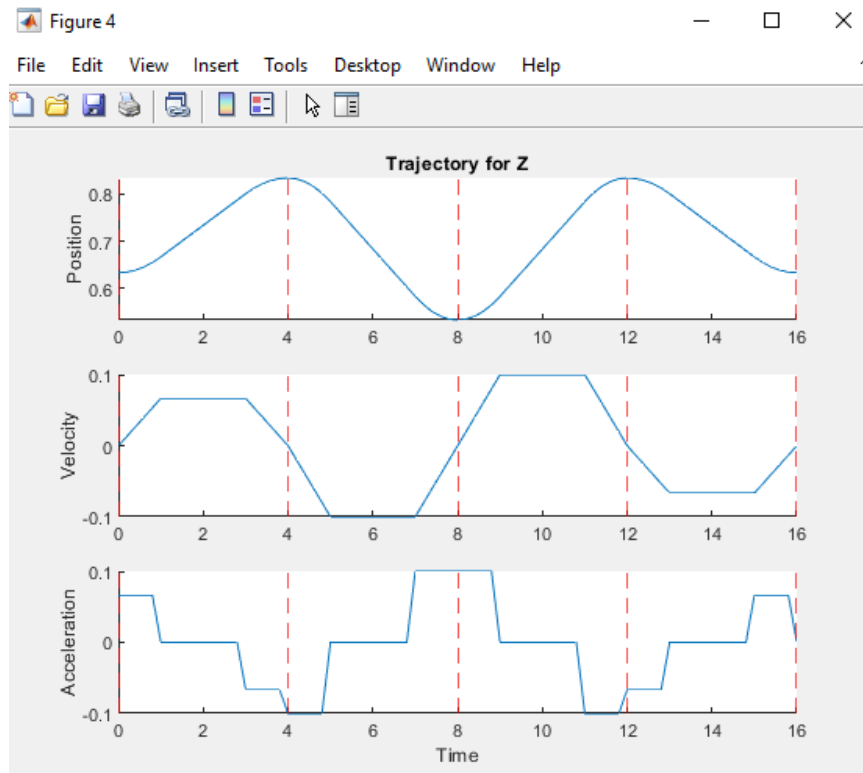 Figure 4
File Edit View Insert Tools Desktop Window Help
Trajectory for Z
Position
0.8
0.7
0.6
0 2 4 6 8 10 12 14 16
Velocity
0.1
0
-0.1
0 2 4 6 8 10 12 14 16
Acceleration
0.1
0
-0.1
0 2 4 6 8 10 12 14 16
Time